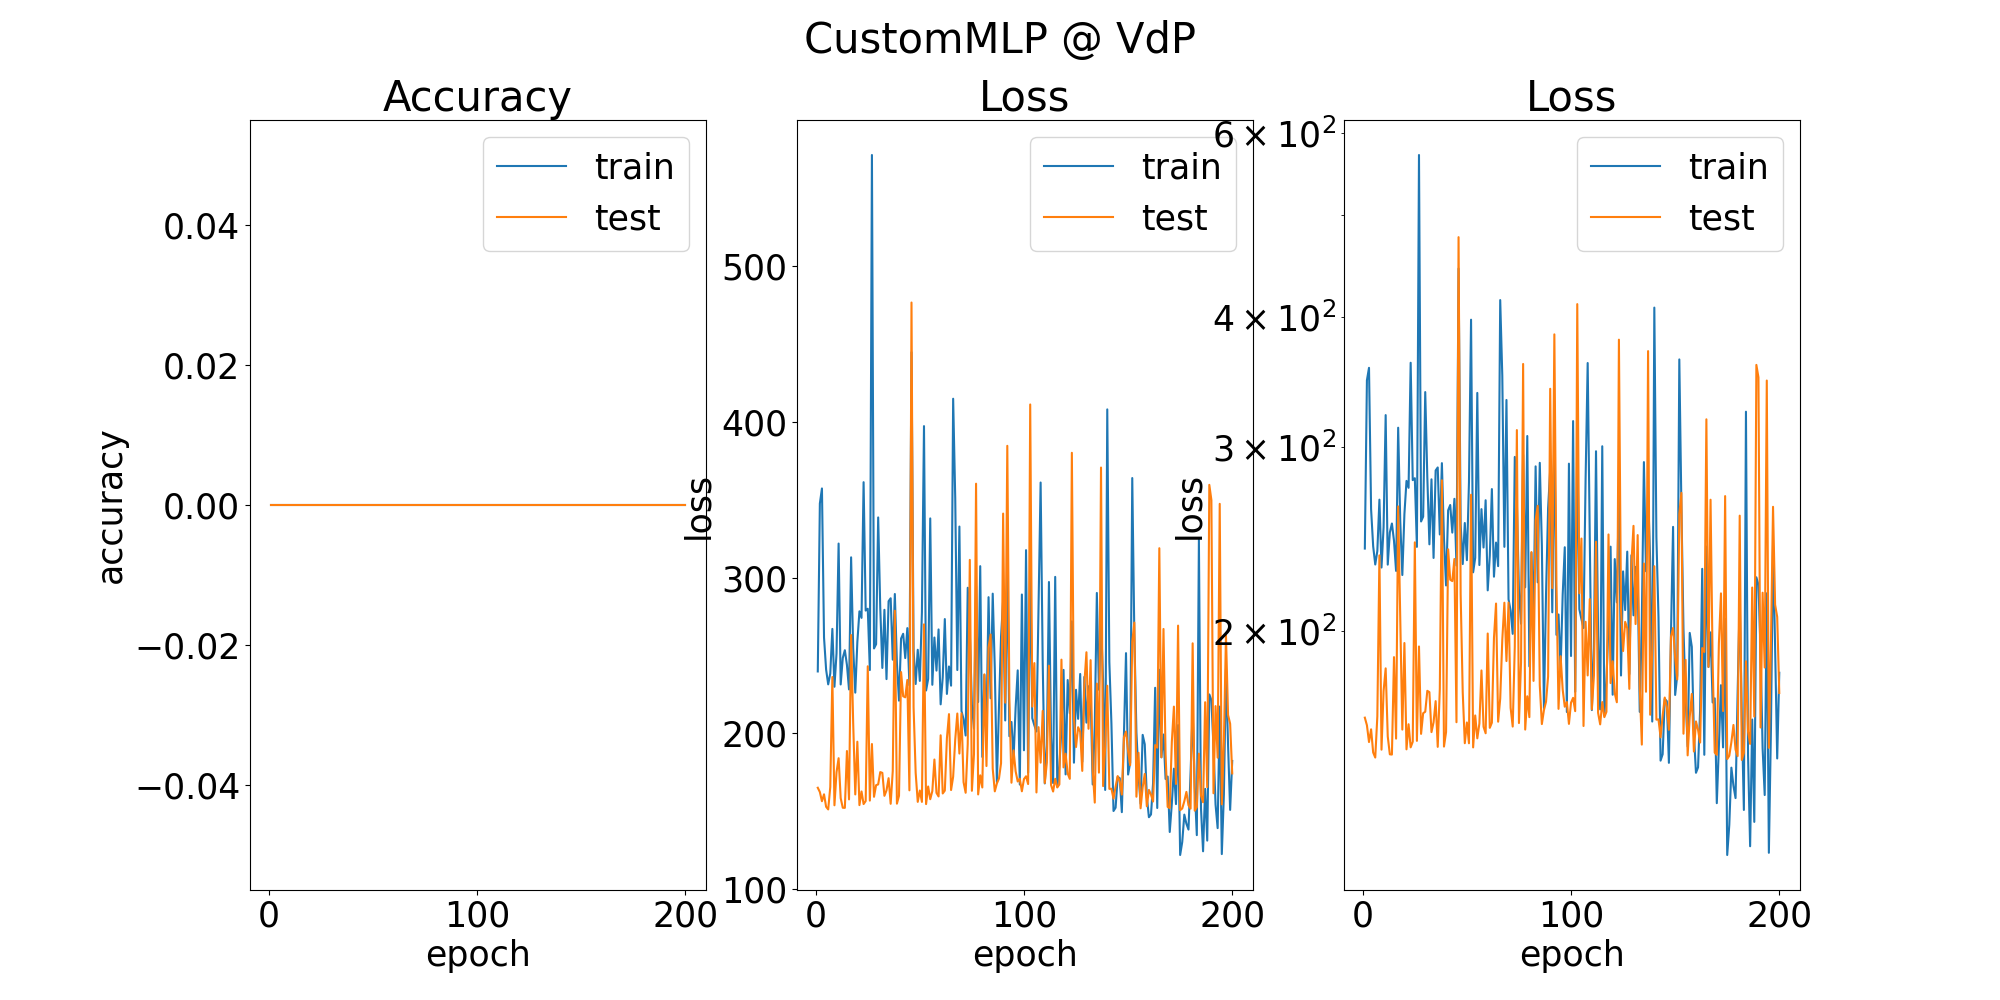 CustomMLP @ VdP
Accuracy
train
test
0.04
0.02
0.00
−0.02
−0.04
accuracy
0
100
200
epoch
Loss
train
test
500
400
300
200
100
loss
0
100
200
epoch
Loss
train
test
6 × 10²
4 × 10²
3 × 10²
2 × 10²
loss
0
100
200
epoch